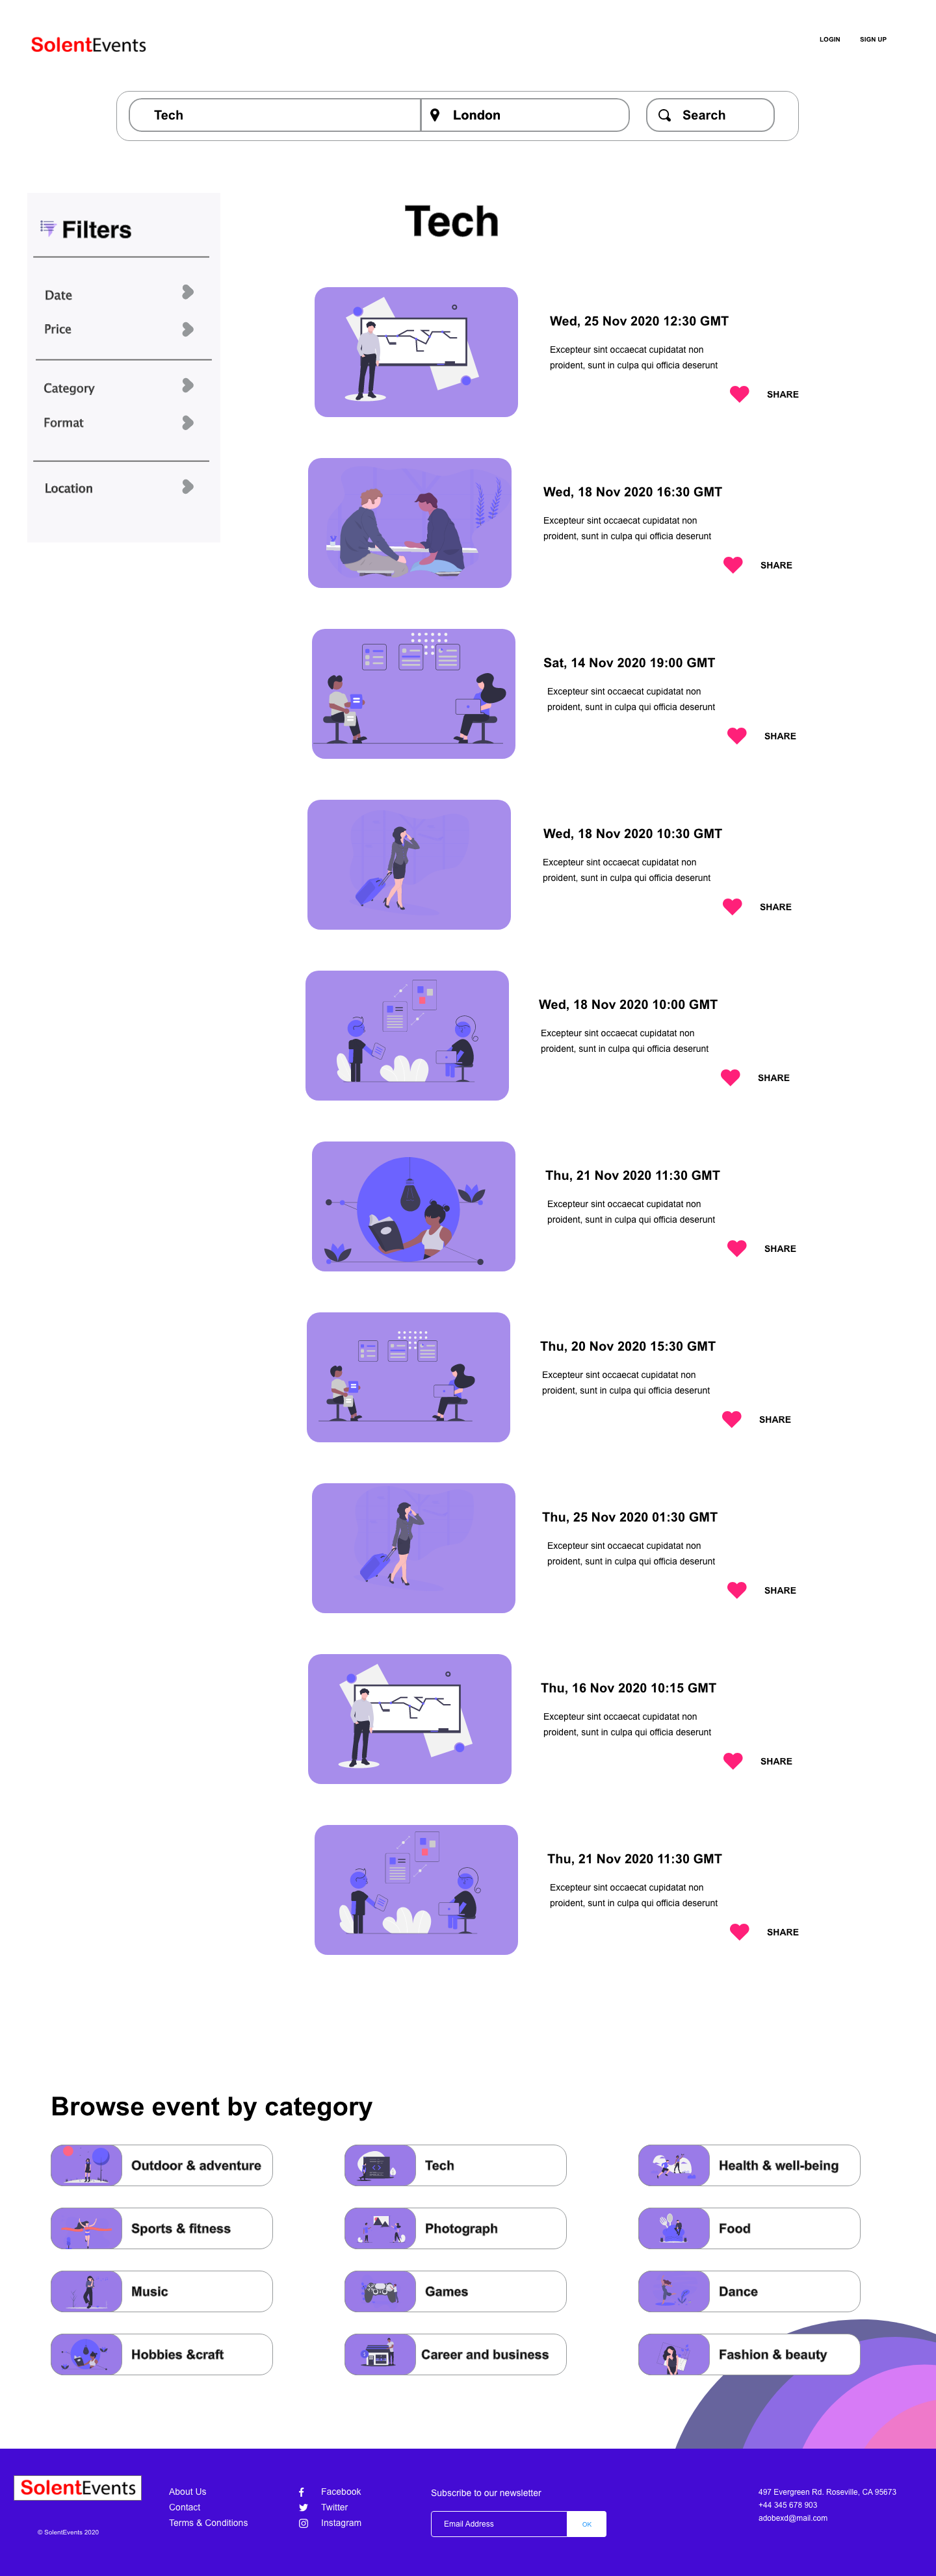 SolentEvents
LOGIN SIGN UP
Tech London Search
Filters
Date
Price
Category
Format
Location
Tech
Wed, 25 Nov 2020 12:30 GMT
Excepteur sint occaecat cupidatat non
proident, sunt in culpa qui officia deserunt
SHARE
Wed, 18 Nov 2020 16:30 GMT
Excepteur sint occaecat cupidatat non
proident, sunt in culpa qui officia deserunt
SHARE
Sat, 14 Nov 2020 19:00 GMT
Excepteur sint occaecat cupidatat non
proident, sunt in culpa qui officia deserunt
SHARE
Wed, 18 Nov 2020 10:30 GMT
Excepteur sint occaecat cupidatat non
proident, sunt in culpa qui officia deserunt
SHARE
Wed, 18 Nov 2020 10:00 GMT
Excepteur sint occaecat cupidatat non
proident, sunt in culpa qui officia deserunt
SHARE
Thu, 21 Nov 2020 11:30 GMT
Excepteur sint occaecat cupidatat non
proident, sunt in culpa qui officia deserunt
SHARE
Thu, 20 Nov 2020 15:30 GMT
Excepteur sint occaecat cupidatat non
proident, sunt in culpa qui officia deserunt
SHARE
Thu, 25 Nov 2020 01:30 GMT
Excepteur sint occaecat cupidatat non
proident, sunt in culpa qui officia deserunt
SHARE
Thu, 16 Nov 2020 10:15 GMT
Excepteur sint occaecat cupidatat non
proident, sunt in culpa qui officia deserunt
SHARE
Thu, 21 Nov 2020 11:30 GMT
Excepteur sint occaecat cupidatat non
proident, sunt in culpa qui officia deserunt
SHARE
Browse event by category
Outdoor & adventure Tech Health & well-being
Sports & fitness Photograph Food
Music Games Dance
Hobbies &craft Career and business Fashion & beauty
SolentEvents
© SolentEvents 2020
About Us
Contact
Terms & Conditions
Facebook
Twitter
Instagram
Subscribe to our newsletter
Email Address OK
497 Evergreen Rd. Roseville, CA 95673
+44 345 678 903
adobexd@mail.com